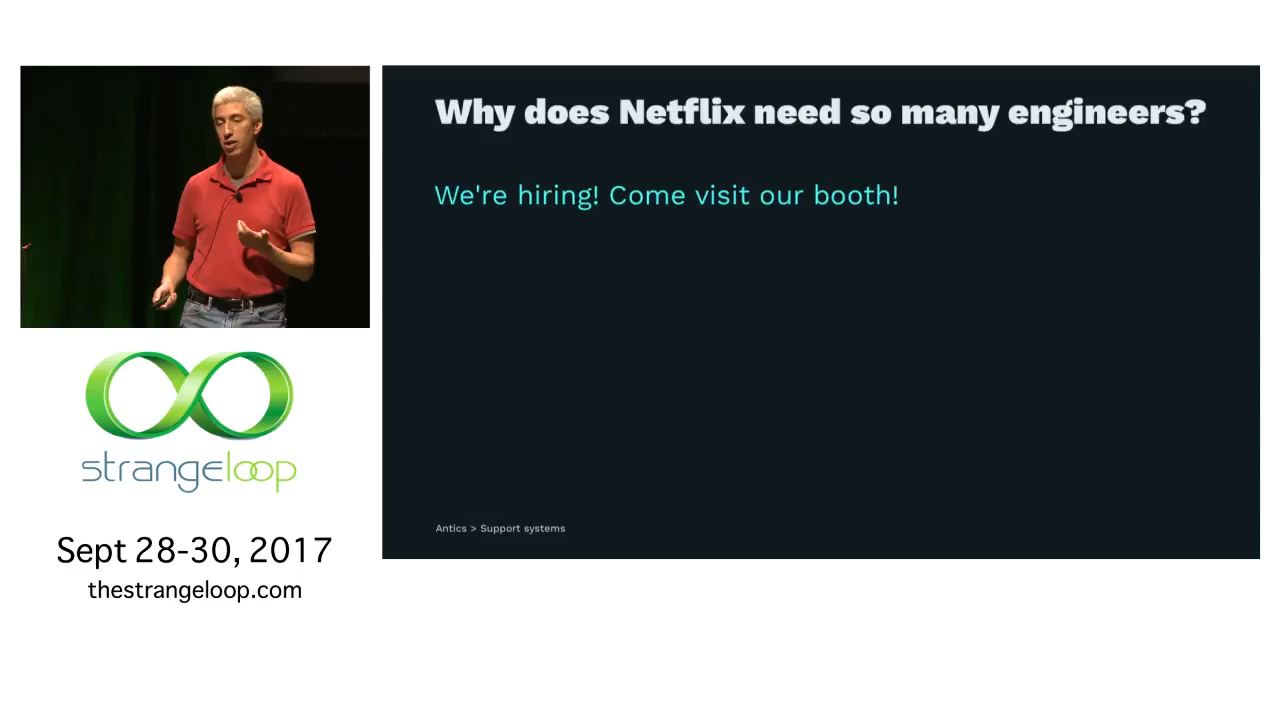 Why does Netflix need so many engineers?
We're hiring! Come visit our booth!
Antics > Support systems
strangeloop
Sept 28-30, 2017
thestrangeloop.com